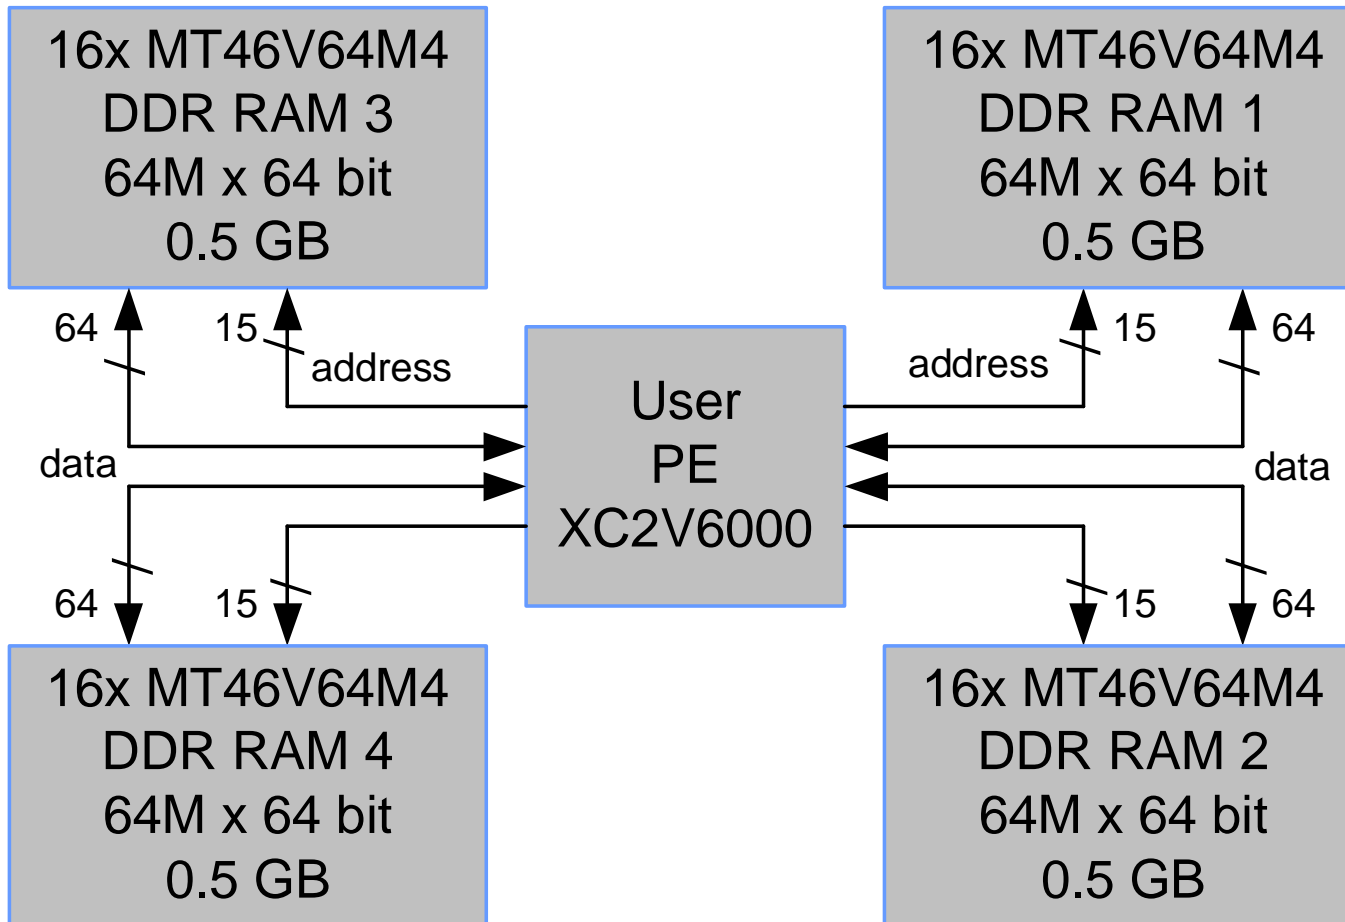 16x MT46V64M4
DDR RAM 3
64M x 64 bit
0.5 GB
16x MT46V64M4
DDR RAM 1
64M x 64 bit
0.5 GB
64
15
address
address
15
64
User
PE
XC2V6000
data
data
64
15
15
64
16x MT46V64M4
DDR RAM 4
64M x 64 bit
0.5 GB
16x MT46V64M4
DDR RAM 2
64M x 64 bit
0.5 GB